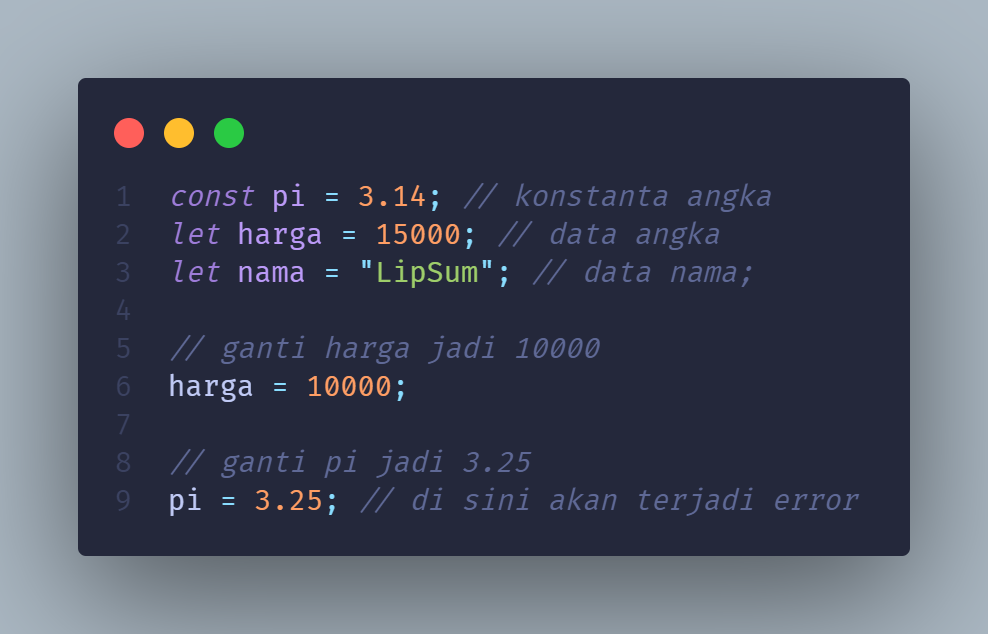 1 const pi = 3.14; // konstanta angka
2 let harga = 15000; // data angka
3 let nama = "LipSum"; // data nama;
4
5 // ganti harga jadi 10000
6 harga = 10000;
7
8 // ganti pi jadi 3.25
9 pi = 3.25; // di sini akan terjadi error